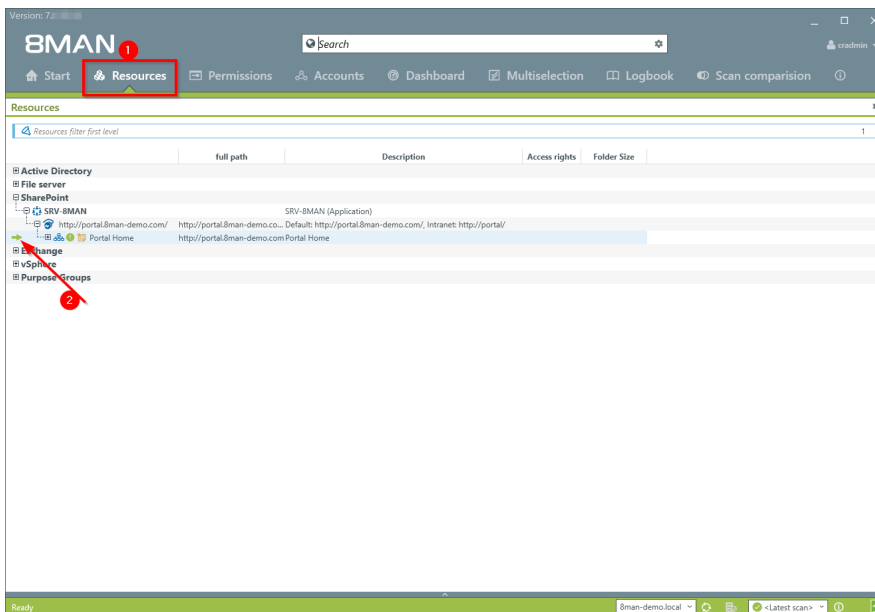 Version: 7.
8MAN
1
Search
cradmin
Start Resources Permissions Accounts Dashboard Multiselection Logbook Scan comparision
Resources
Resources filter first level 1
full path Description Access rights Folder Size
Active Directory
File server
SharePoint
SRV-8MAN SRV-8MAN (Application)
http://portal.8man-demo.com/ http://portal.8man-demo.co... Default: http://portal.8man-demo.com/, Intranet: http://portal/
Portal Home http://portal.8man-demo.com Portal Home
Exchange
vSphere
Purpose Groups
2
Ready 8man-demo.local <Latest scan>